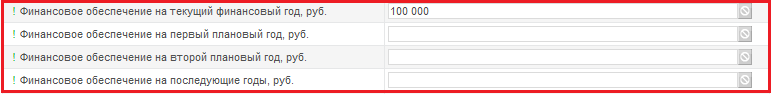 ! Финансовое обеспечение на текущий финансовый год, руб. 100 000
! Финансовое обеспечение на первый плановый год, руб.
! Финансовое обеспечение на второй плановый год, руб.
! Финансовое обеспечение на последующие годы, руб.